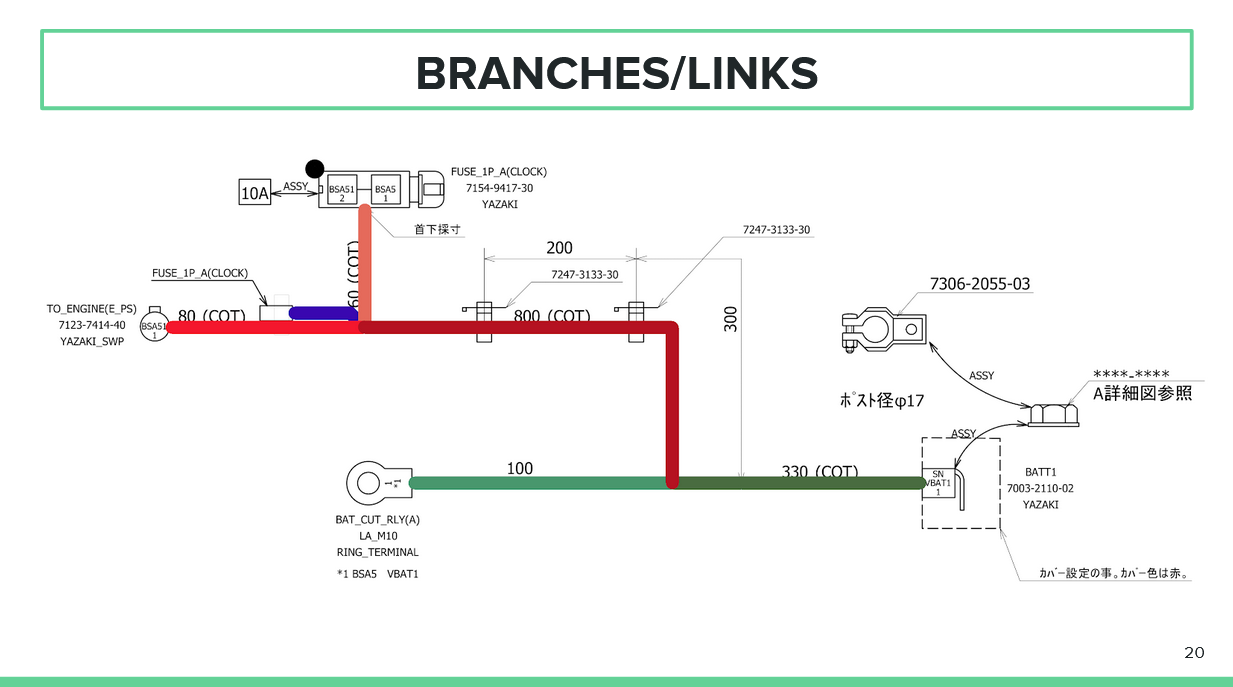 BRANCHES/LINKS
FUSE_1P_A(CLOCK)
7154-9417-30
YAZAKI
10A
ASSY
BSA51
2
BSA5
1
首下採寸
7247-3133-30
200
7247-3133-30
60 (COT)
FUSE_1P_A(CLOCK)
TO_ENGINE(E_PS)
7123-7414-40
YAZAKI_SWP
BSA51
1
80 (COT)
800 (COT)
300
7306-2055-03
ASSY
****-****
A詳細図参照
ﾎﾟｽﾄ径φ17
ASSY
100
330 (COT)
SN
VBAT1
1
BATT1
7003-2110-02
YAZAKI
1
*1
BAT_CUT_RLY(A)
LA_M10
RING_TERMINAL
*1 BSA5 VBAT1
ｶﾊﾞｰ設定の事。ｶﾊﾞｰ色は赤。
20